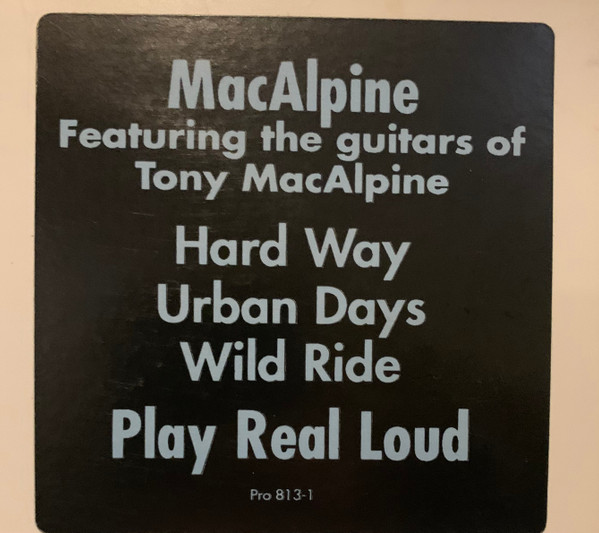 MacAlpine
Featuring the guitars of
Tony MacAlpine
Hard Way
Urban Days
Wild Ride
Play Real Loud
Pro 813-1